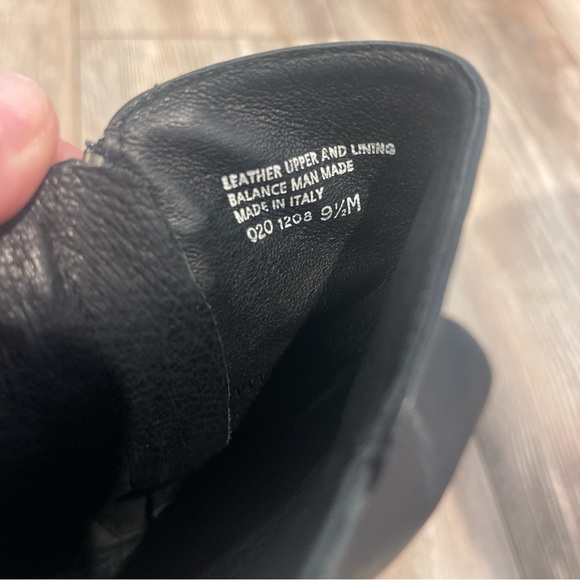 LEATHER UPPER AND LINING
BALANCE MAN MADE
MADE IN ITALY
020 1208 9½M